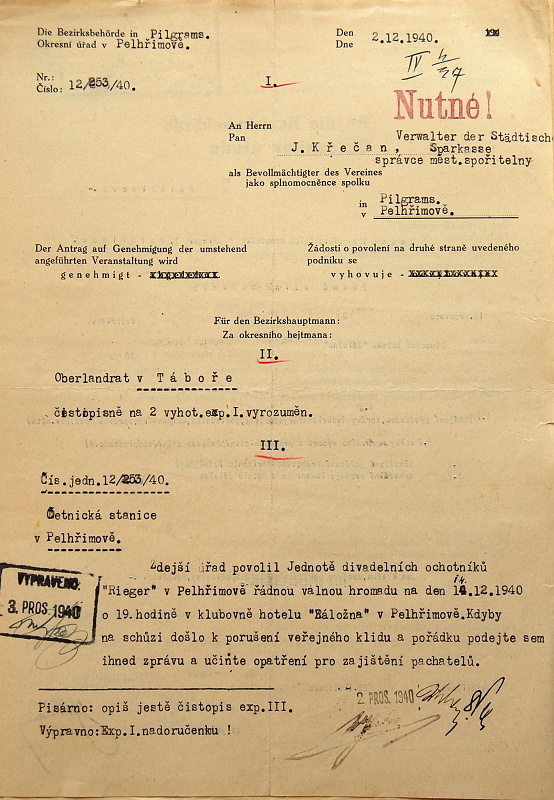 Die Bezirksbehörde in Pilgrams.
Okresní úřad v Pelhřimově.
Den
Dne
2.12.1940.
IV
Nr.:
Číslo: 12/253/40.
I.
Nutné!
An Herrn
Pan
Verwalter der Städtische
J. Křečan, Sparkasse
správce měst.spořitelny
als Bevollmächtigter des Vereines
jako splnomocněnce spolku
in Pilgrams.
v Pelhřimově.
Der Antrag auf Genehmigung der umstehend
angeführten Veranstaltung wird
genehmigt -
Žádosti o povolení na druhé straně uvedeného
podniku se
vyhovuje -
Für den Bezirkshauptmann:
Za okresního hejtmana:
II.
Oberlandrat v Táboře
čistopisně na 2 vyhot.exp.I.vyrozuměn.
III.
Čís.jedn.12/253/40.
Četnická stanice
v Pelhřimově.
Zdejší úřad povolil Jednotě divadelních ochotníků
"Rieger" v Pelhřimově řádnou valnou hromadu na den 14.12.1940
o 19.hodině v klubovně hotelu "Záložna" v Pelhřimově.Kdyby
na schůzi došlo k porušení veřejného klidu a pořádku podejte sem
ihned zprávu a učiňte opatření pro zajištění pachatelů.
VYPRAVENO:
3. PROS. 1940
2 PROS. 1940
Pisárno: opiš jestě čistopis exp.III.
Výpravno:Exp.I.nadoručenku !